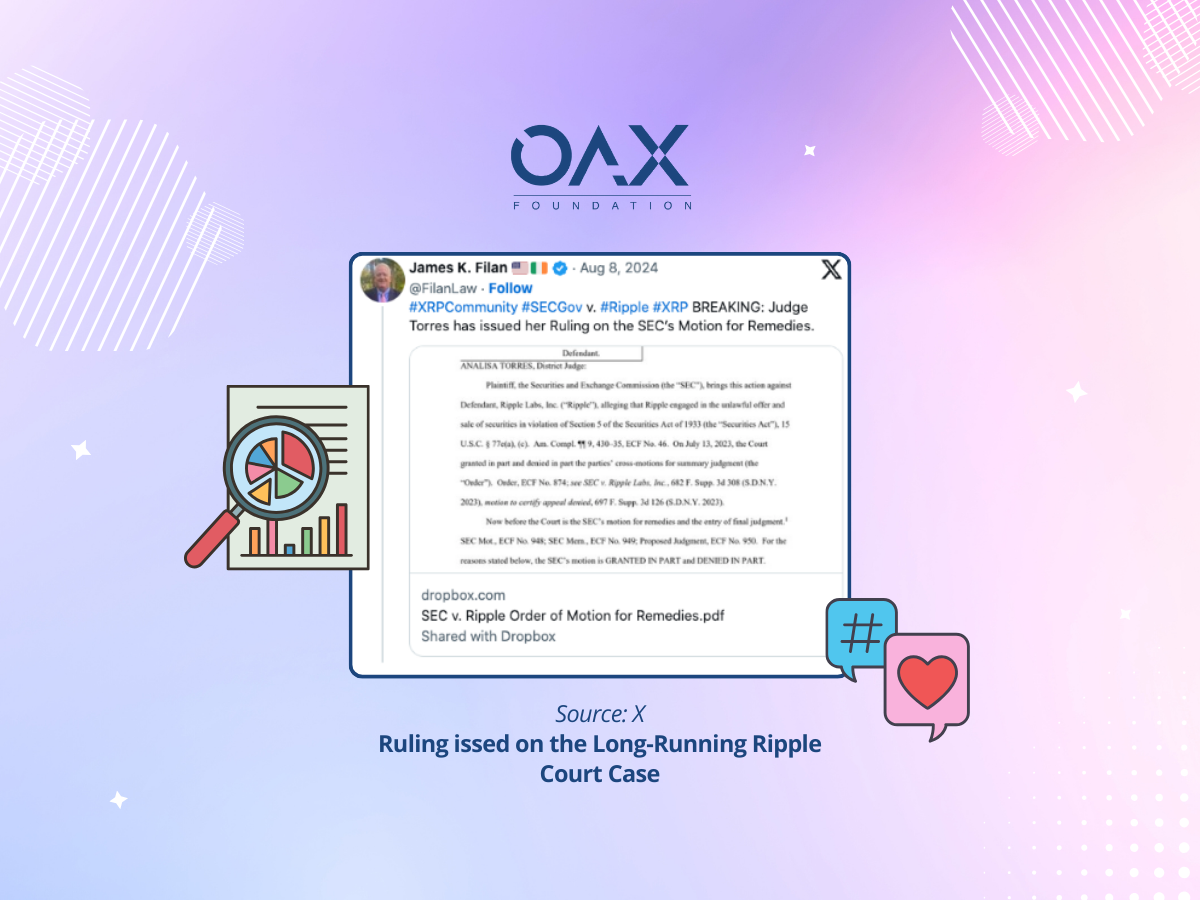 OAX
FOUNDATION
James K. Filan 🇺🇸🇮🇪 · Aug 8, 2024
@FilanLaw · Follow
#XRPCommunity #SECGov v. #Ripple #XRP BREAKING: Judge
Torres has issued her Ruling on the SEC's Motion for Remedies.
Defendant.
ANALISA TORRES, District Judge:
Plaintiff, the Securities and Exchange Commission (the "SEC"), brings this action against
Defendant, Ripple Labs, Inc. ("Ripple"), alleging that Ripple engaged in the unlawful offer and
sale of securities in violation of Section 5 of the Securities Act of 1933 (the "Securities Act"), 15
U.S.C. § 77e(a), (c). Am. Compl. ¶¶ 9, 430–35, ECF No. 46. On July 13, 2023, the Court
granted in part and denied in part the parties' cross-motions for summary judgment (the
"Order"). Order, ECF No. 874; see SEC v. Ripple Labs, Inc., 682 F. Supp. 3d 308 (S.D.N.Y.
2023), motion to certify appeal denied, 697 F. Supp. 3d 126 (S.D.N.Y. 2023).
Now before the Court is the SEC's motion for remedies and the entry of final judgment.¹
SEC Mot., ECF No. 948; SEC Mem., ECF No. 949; Proposed Judgment, ECF No. 950. For the
reasons stated below, the SEC's motion is GRANTED IN PART and DENIED IN PART.
dropbox.com
SEC v. Ripple Order of Motion for Remedies.pdf
Shared with Dropbox
#
Source: X
Ruling issed on the Long-Running Ripple
Court Case